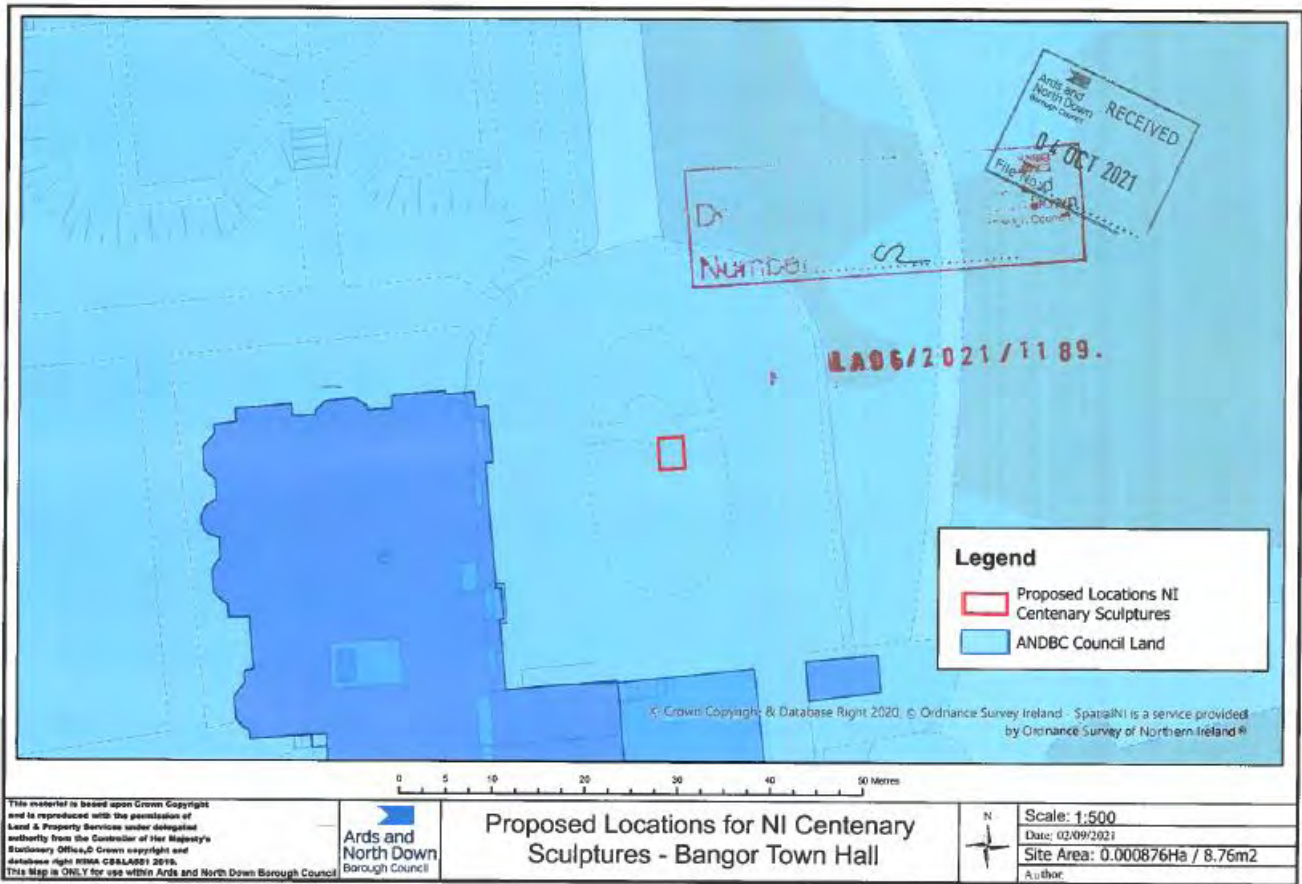 Ards and
North Down
Borough Council
RECEIVED
04 OCT 2021
File No.
Council
Number
LA06/2021/1189.
Legend
Proposed Locations NI
Centenary Sculptures
ANDBC Council Land
© Crown Copyright & Database Right 2020, © Ordnance Survey Ireland - SpatialNI is a service provided
by Ordnance Survey of Northern Ireland ®
0 5 10 20 30 40 50 Metres
This material is based upon Crown Copyright
and is reproduced with the permission of
Land & Property Services under delegated
authority from the Controller of Her Majesty's
Stationery Office,© Crown copyright and
database right 2019.
This Map is ONLY for use within Ards and North Down Borough Council
Ards and
North Down
Borough Council
Proposed Locations for NI Centenary
Sculptures - Bangor Town Hall
N
Scale: 1:500
Date: 02/09/2021
Site Area: 0.000876Ha / 8.76m2
Author